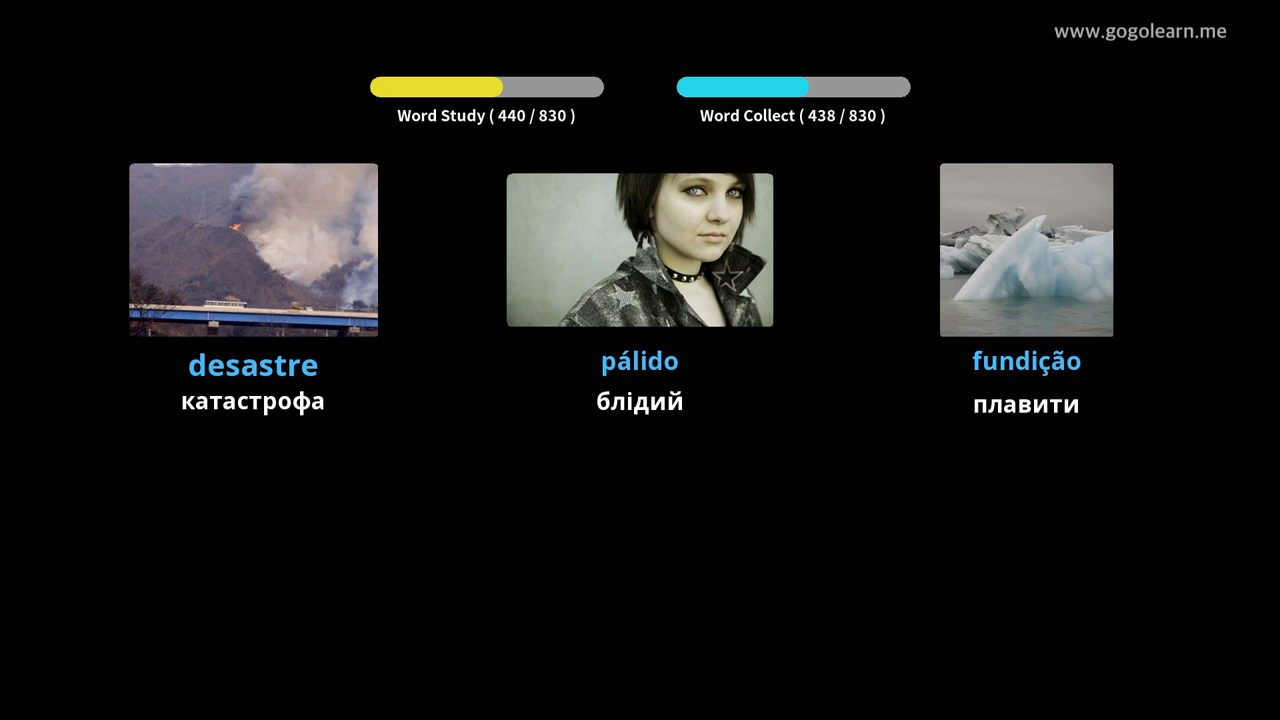 www.gogolearn.me
Word Study ( 440 / 830 )
Word Collect ( 438 / 830 )
desastre
катастрофа
pálido
блідий
fundição
плавити